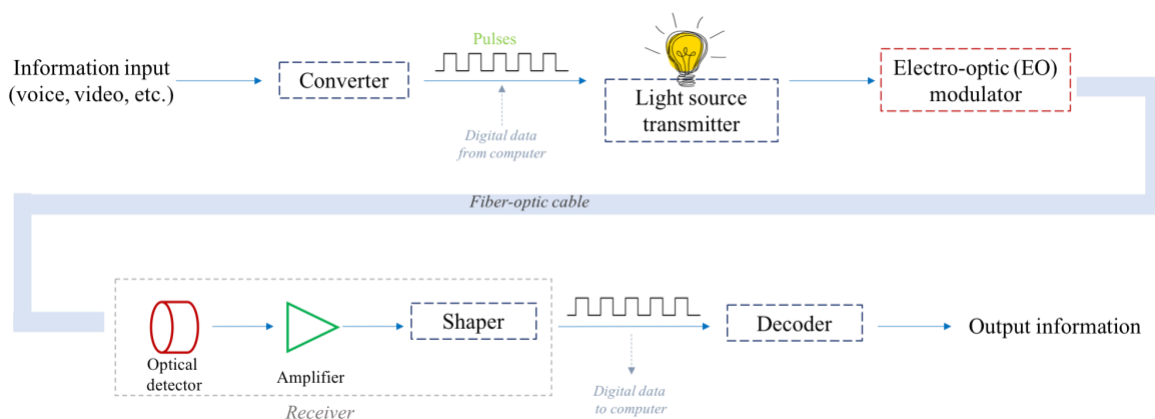 Information input
(voice, video, etc.)
Converter
Pulses
Digital data
from computer
Light source
transmitter
Electro-optic (EO)
modulator
Fiber-optic cable
Optical
detector
Amplifier
Shaper
Receiver
Digital data
to computer
Decoder
Output information